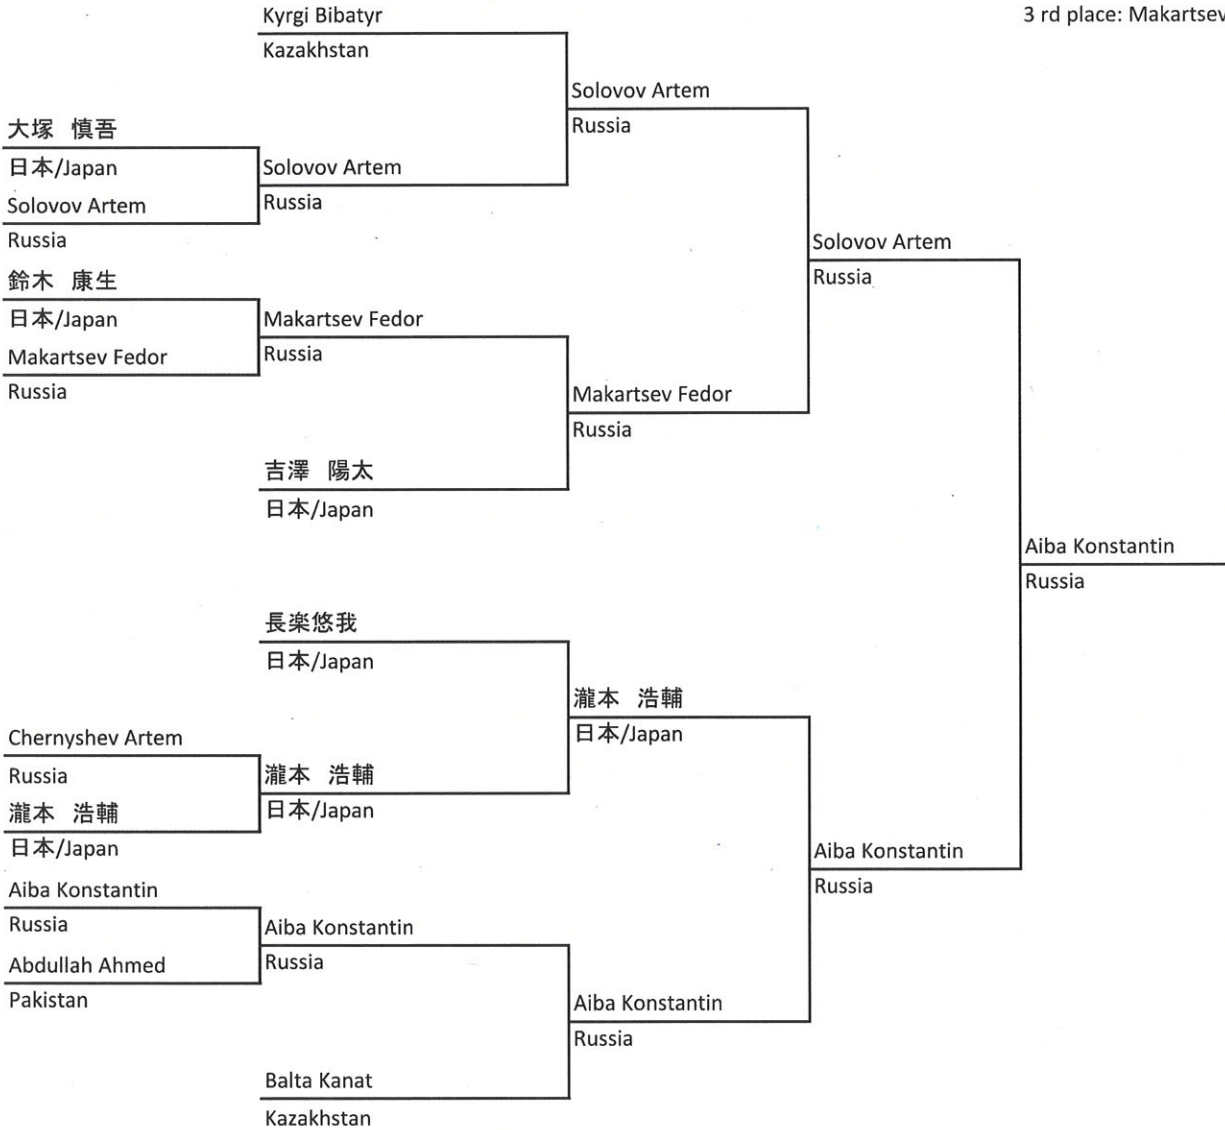 Kyrgi Bibatyr
Kazakhstan
3 rd place: Makartsev
Solovov Artem
Russia
大塚 慎吾
日本/Japan
Solovov Artem
Russia
Solovov Artem
Russia
Solovov Artem
Russia
鈴木 康生
日本/Japan
Makartsev Fedor
Russia
Makartsev Fedor
Russia
Makartsev Fedor
Russia
吉澤 陽太
日本/Japan
Aiba Konstantin
Russia
長楽悠我
日本/Japan
瀧本 浩輔
日本/Japan
Chernyshev Artem
Russia
瀧本 浩輔
日本/Japan
瀧本 浩輔
日本/Japan
Aiba Konstantin
Russia
Aiba Konstantin
Russia
Abdullah Ahmed
Pakistan
Aiba Konstantin
Russia
Aiba Konstantin
Russia
Balta Kanat
Kazakhstan